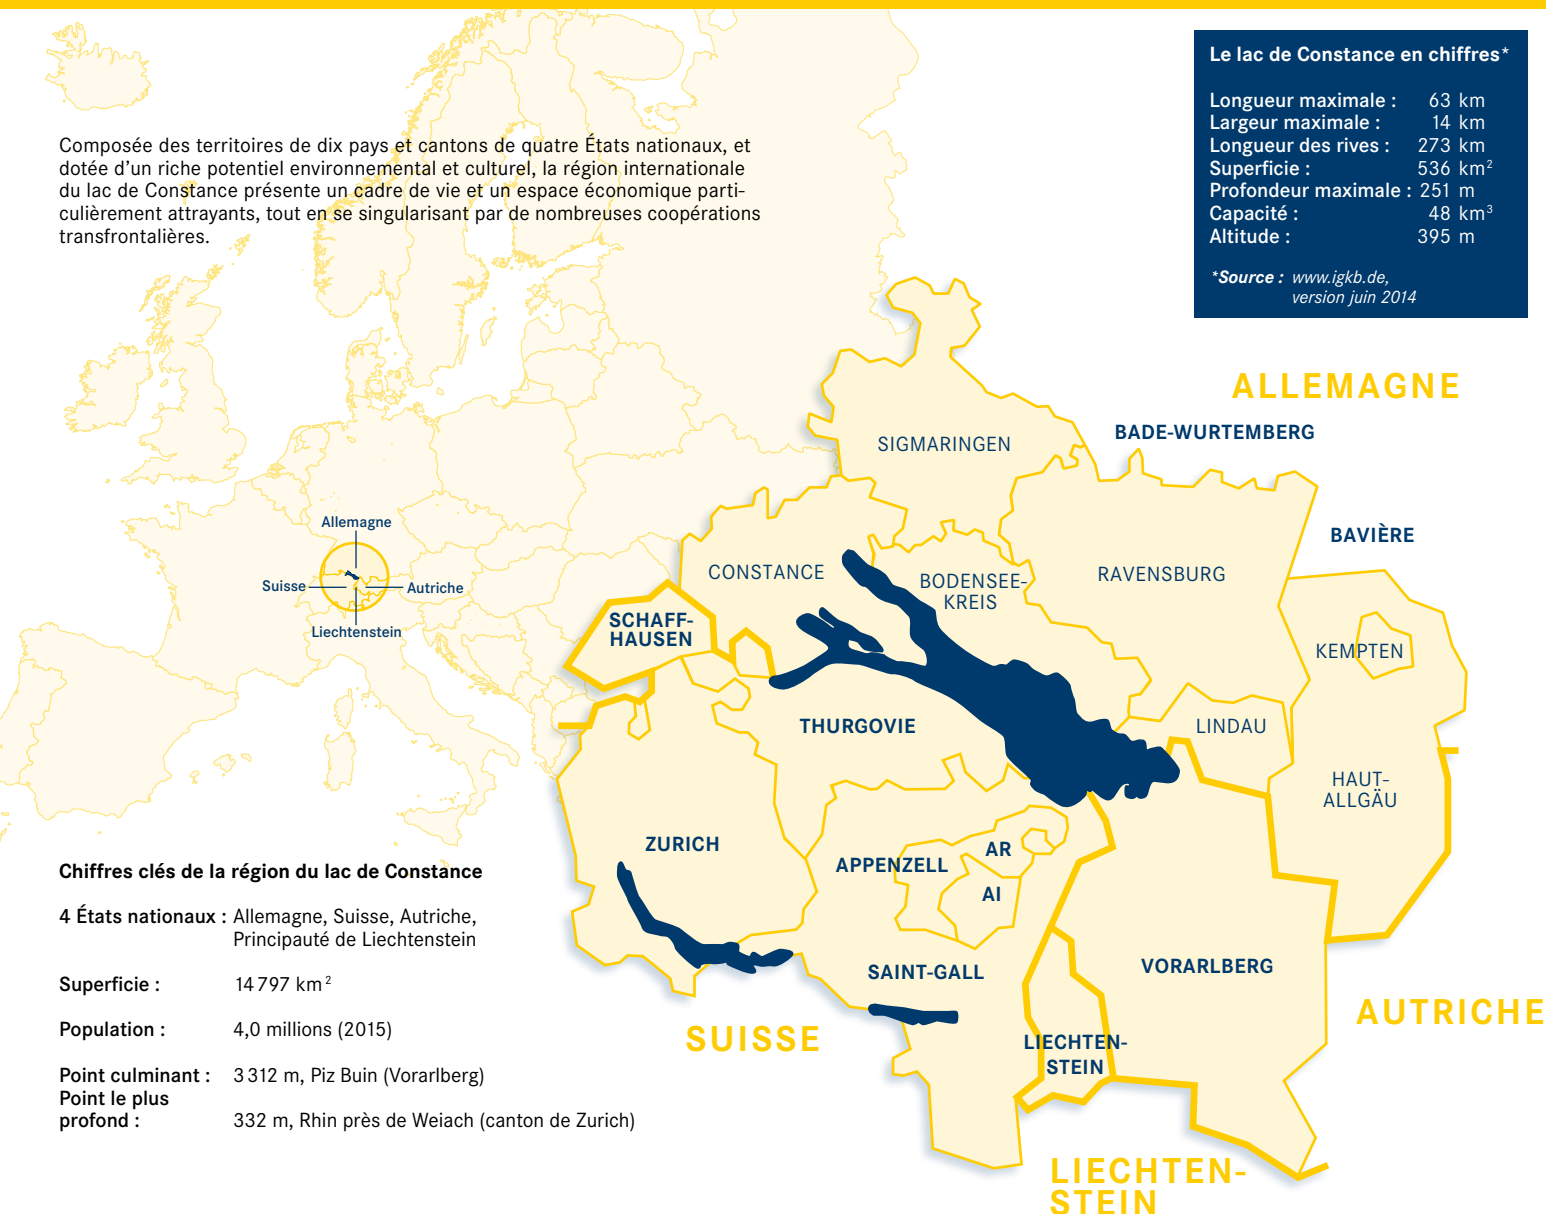 Le lac de Constance en chiffres*
Longueur maximale : 63 km
Largeur maximale : 14 km
Longueur des rives : 273 km
Superficie : 536 km²
Profondeur maximale : 251 m
Capacité : 48 km³
Altitude : 395 m
*Source : www.igkb.de,
version juin 2014
Composée des territoires de dix pays et cantons de quatre États nationaux, et
dotée d'un riche potentiel environnemental et culturel, la région internationale
du lac de Constance présente un cadre de vie et un espace économique parti-
culièrement attrayants, tout en se singularisant par de nombreuses coopérations
transfrontalières.
ALLEMAGNE
BADE-WURTEMBERG
SIGMARINGEN
BAVIÈRE
Allemagne
Suisse
Autriche
Liechtenstein
CONSTANCE
BODENSEE-
KREIS
RAVENSBURG
SCHAFF-
HAUSEN
KEMPTEN
THURGOVIE
LINDAU
HAUT-
ALLGÄU
ZURICH
APPENZELL
AR
AI
SAINT-GALL
VORARLBERG
SUISSE
AUTRICHE
LIECHTEN-
STEIN
LIECHTEN-
STEIN
Chiffres clés de la région du lac de Constance
4 États nationaux : Allemagne, Suisse, Autriche,
Principauté de Liechtenstein
Superficie : 14 797 km²
Population : 4,0 millions (2015)
Point culminant : 3 312 m, Piz Buin (Vorarlberg)
Point le plus
profond : 332 m, Rhin près de Weiach (canton de Zurich)